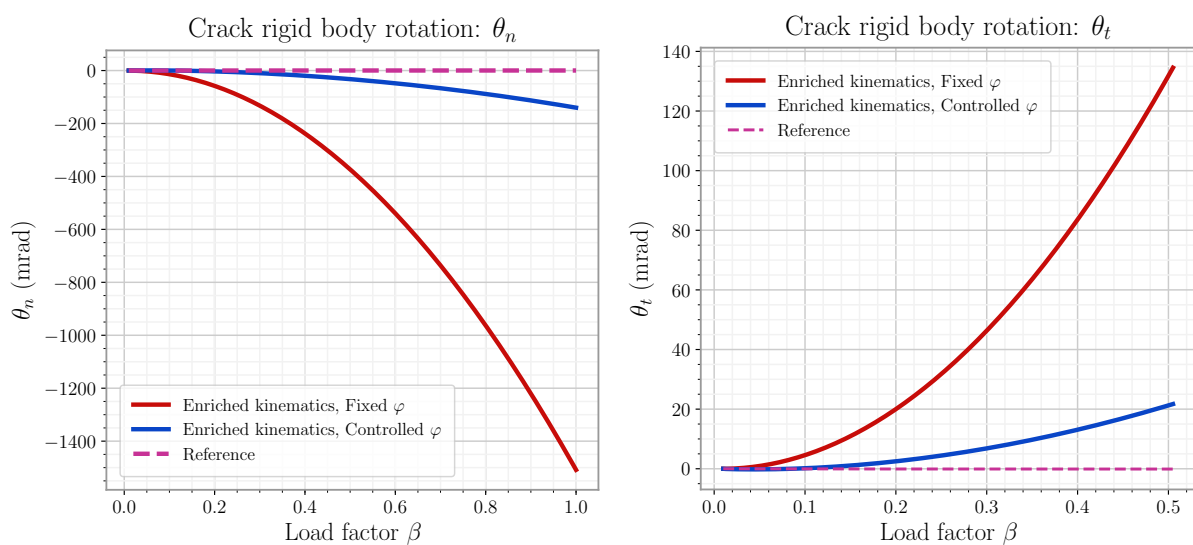 Crack rigid body rotation: θₙ
θₙ (mrad)
0
−200
−400
−600
−800
−1000
−1200
−1400
Enriched kinematics, Fixed φ
Enriched kinematics, Controlled φ
Reference
0.0 0.2 0.4 0.6 0.8 1.0
Load factor β
Crack rigid body rotation: θₜ
θₜ (mrad)
140
120
100
80
60
40
20
0
Enriched kinematics, Fixed φ
Enriched kinematics, Controlled φ
Reference
0.0 0.1 0.2 0.3 0.4 0.5
Load factor β